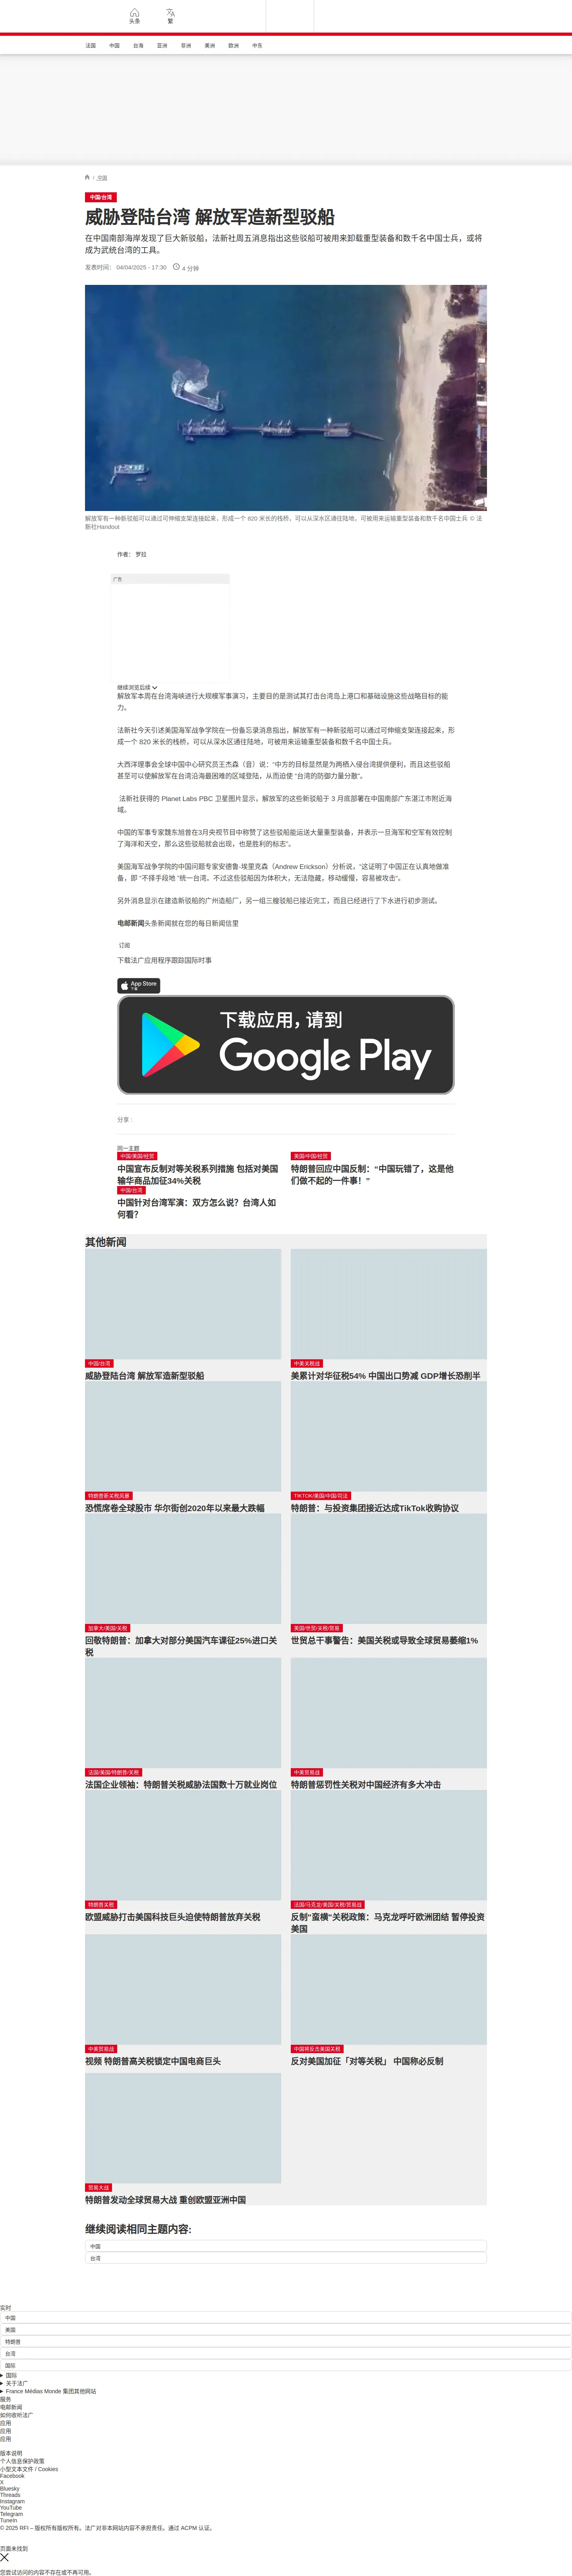 头条
繁
法国
中国
台海
亚洲
非洲
美洲
欧洲
中东
/ 中国
中国/台湾
威胁登陆台湾 解放军造新型驳船
在中国南部海岸发现了巨大新驳船，法新社周五消息指出这些驳船可被用来卸载重型装备和数千名中国士兵，或将
成为武统台湾的工具。
发表时间： 04/04/2025 - 17:30
4 分钟
解放军有一种新驳船可以通过可伸缩支架连接起来，形成一个 820 米长的栈桥，可以从深水区通往陆地，可被用来运输重型装备和数千名中国士兵 © 法
新社Handout
作者： 罗拉
广告
继续浏览后续
解放军本周在台湾海峡进行大规模军事演习，主要目的是测试其打击台湾岛上港口和基础设施这些战略目标的能
力。
法新社今天引述美国海军战争学院在一份备忘录消息指出，解放军有一种新驳船可以通过可伸缩支架连接起来，形
成一个 820 米长的栈桥，可以从深水区通往陆地，可被用来运输重型装备和数千名中国士兵。
大西洋理事会全球中国中心研究员王杰森（音）说：“中方的目标显然是为两栖入侵台湾提供便利，而且这些驳船
甚至可以使解放军在台湾沿海最困难的区域登陆，从而迫使 “台湾的防御力量分散”。
法新社获得的 Planet Labs PBC 卫星图片显示，解放军的这些新驳船于 3 月底部署在中国南部广东湛江市附近海
域。
中国的军事专家魏东旭曾在3月央视节目中称赞了这些驳船能运送大量重型装备，并表示一旦海军和空军有效控制
了海洋和天空，那么这些驳船就会出现，也是胜利的标志”。
美国海军战争学院的中国问题专家安德鲁-埃里克森（Andrew Erickson）分析说，“这证明了中国正在认真地做准
备，即 “不择手段地 ”统一台湾。不过这些驳船因为体积大，无法隐藏，移动缓慢，容易被攻击”。
另外消息显示在建造新驳船的广州造船厂，另一组三艘驳船已接近完工，而且已经进行了下水进行初步测试。
电邮新闻头条新闻就在您的每日新闻信里
订阅
下载法广应用程序跟踪国际时事
App Store
下载
下载应用，请到
Google Play
分享 :
同一主题
中国/美国/经贸
中国宣布反制对等关税系列措施 包括对美国
输华商品加征34%关税
美国/中国/经贸
特朗普回应中国反制：“中国玩错了，这是他
们做不起的一件事！”
中国/台湾
中国针对台湾军演：双方怎么说？台湾人如
何看？
其他新闻
中国/台湾
威胁登陆台湾 解放军造新型驳船
中美关税战
美累计对华征税54% 中国出口势减 GDP增长恐削半
特朗普新关税风暴
恐慌席卷全球股市 华尔街创2020年以来最大跌幅
TIKTOK/美国/中国/司法
特朗普：与投资集团接近达成TikTok收购协议
加拿大/美国/关税
回敬特朗普：加拿大对部分美国汽车课征25%进口关
税
美国/世贸/关税/贸易
世贸总干事警告：美国关税或导致全球贸易萎缩1%
法国/美国/特朗普/关税
法国企业领袖：特朗普关税威胁法国数十万就业岗位
中美贸易战
特朗普惩罚性关税对中国经济有多大冲击
特朗普关税
欧盟威胁打击美国科技巨头迫使特朗普放弃关税
法国/马克龙/美国/关税/贸易战
反制"蛮横"关税政策：马克龙呼吁欧洲团结 暂停投资
美国
中美贸易战
视频 特朗普高关税锁定中国电商巨头
中国将反击美国关税
反对美国加征「对等关税」 中国称必反制
贸易大战
特朗普发动全球贸易大战 重创欧盟亚洲中国
继续阅读相同主题内容:
中国
台湾
实时
中国
美国
特朗普
台湾
国际
国际
关于法广
France Médias Monde 集团其他网站
服务
电邮新闻
如何收听法广
应用
应用
应用
版本说明
个人信息保护政策
小型文本文件 / Cookies
Facebook
X
Bluesky
Threads
Instagram
YouTube
Telegram
TuneIn
© 2025 RFI – 版权所有版权所有。法广对非本网站内容不承担责任。通过 ACPM 认证。
页面未找到
您尝试访问的内容不存在或不再可用。